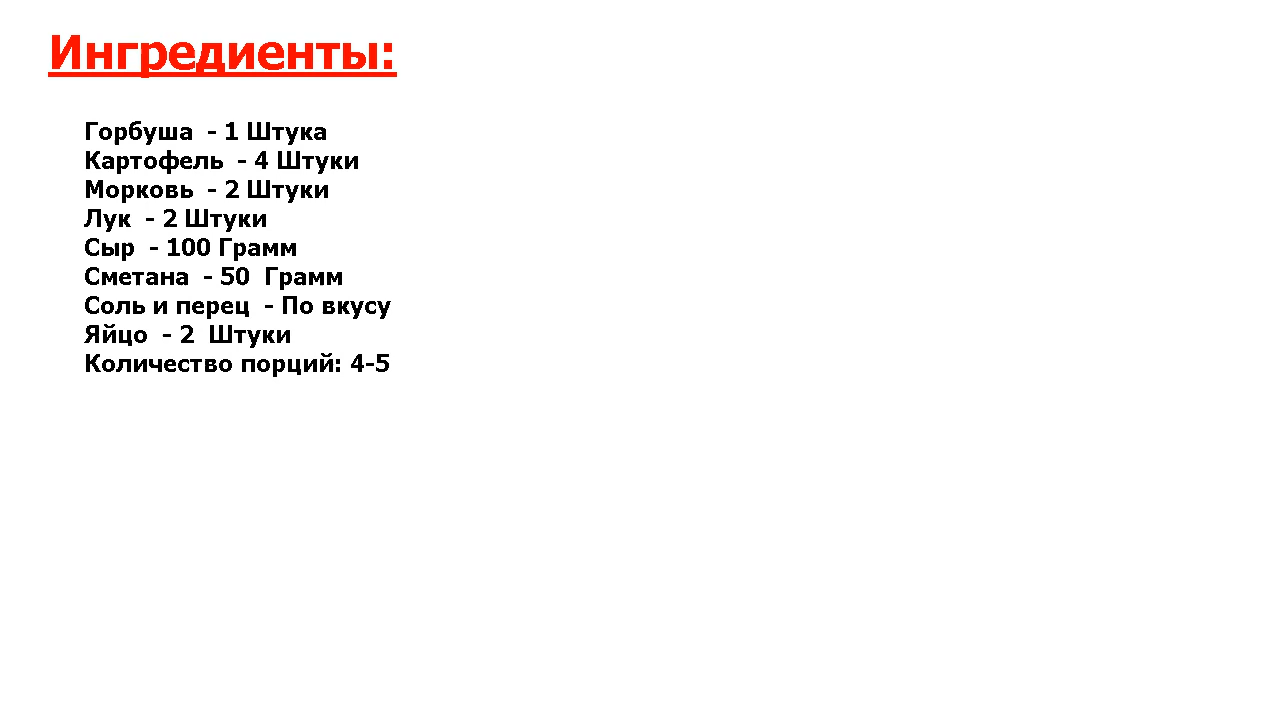 Ингредиенты:
Горбуша - 1 Штука
Картофель - 4 Штуки
Морковь - 2 Штуки
Лук - 2 Штуки
Сыр - 100 Грамм
Сметана - 50 Грамм
Соль и перец - По вкусу
Яйцо - 2 Штуки
Количество порций: 4-5